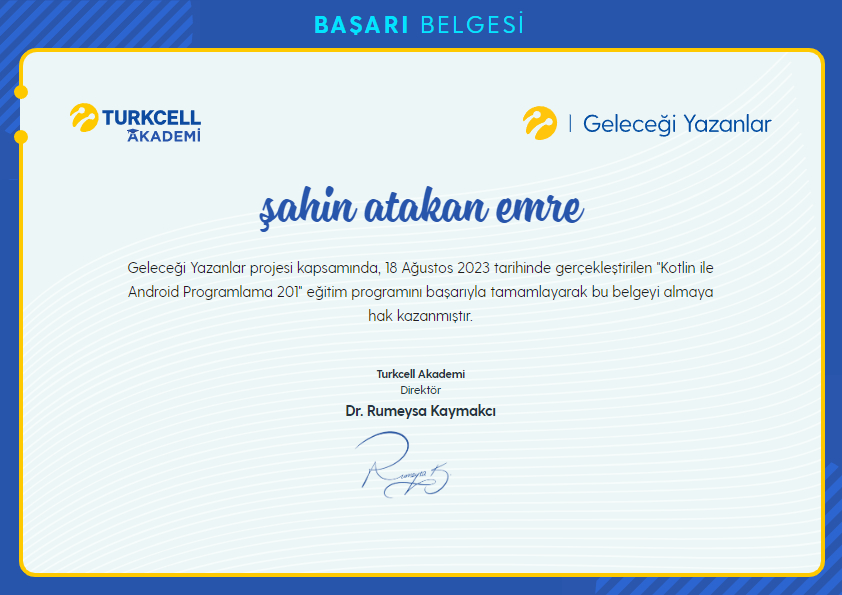 BAŞARI BELGESİ
TURKCELL
AKADEMİ
Geleceği Yazanlar
şahin atakan emre
Geleceği Yazanlar projesi kapsamında, 18 Ağustos 2023 tarihinde gerçekleştirilen "Kotlin ile
Android Programlama 201" eğitim programını başarıyla tamamlayarak bu belgeyi almaya
hak kazanmıştır.
Turkcell Akademi
Direktör
Dr. Rumeysa Kaymakcı
Rumeysa K